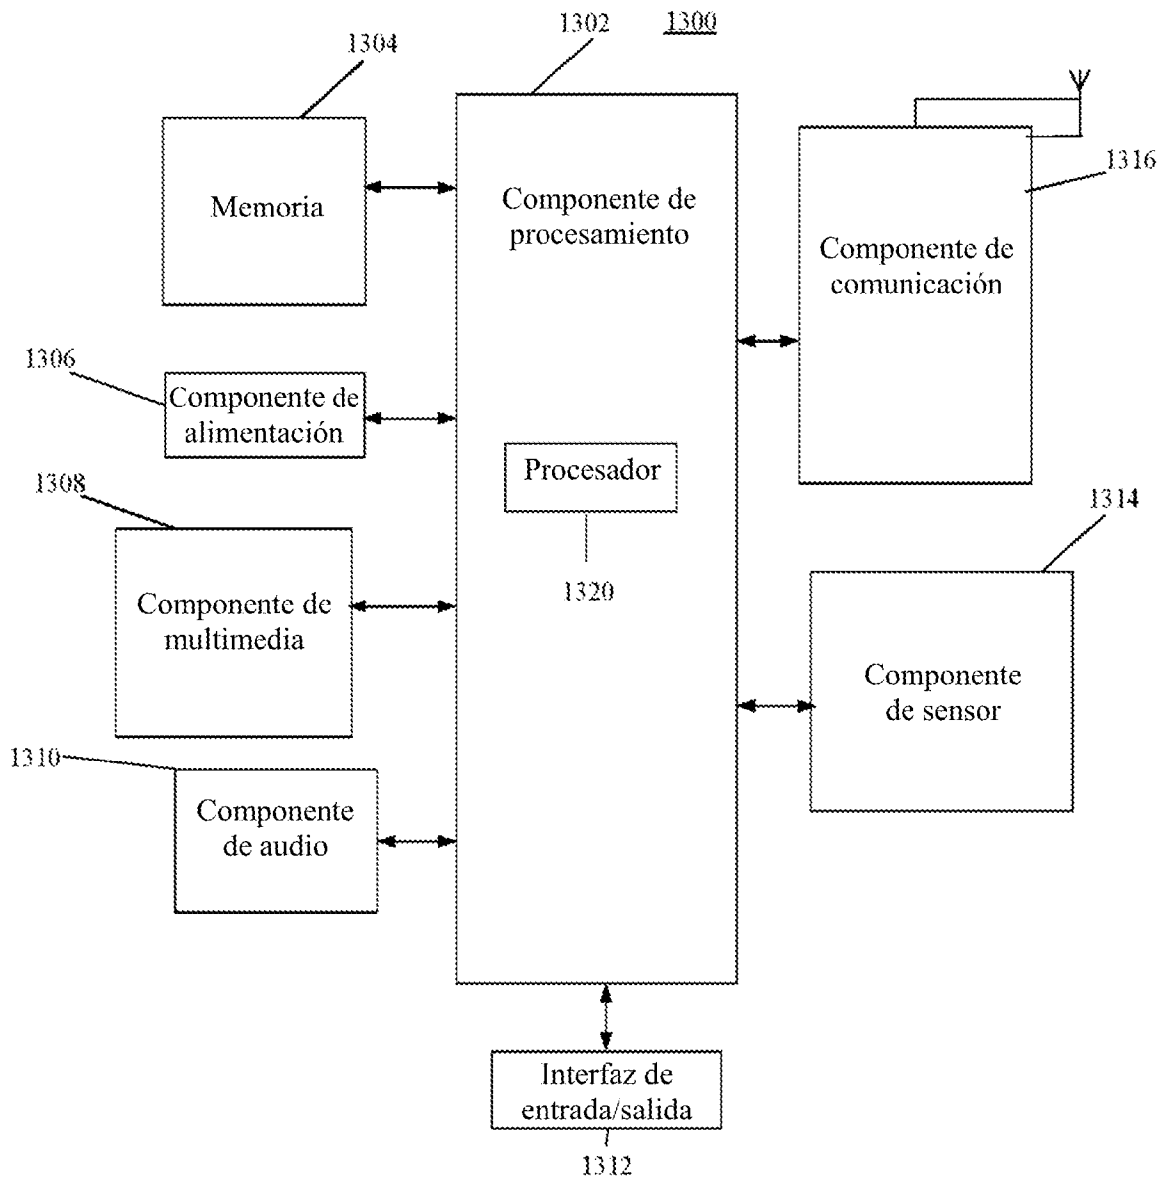 1300
1302
1304
1316
Memoria
Componente de
procesamiento
Componente de
comunicación
1306
Componente de
alimentación
Procesador
1320
1308
Componente de
multimedia
1314
Componente
de sensor
1310
Componente
de audio
Interfaz de
entrada/salida
1312